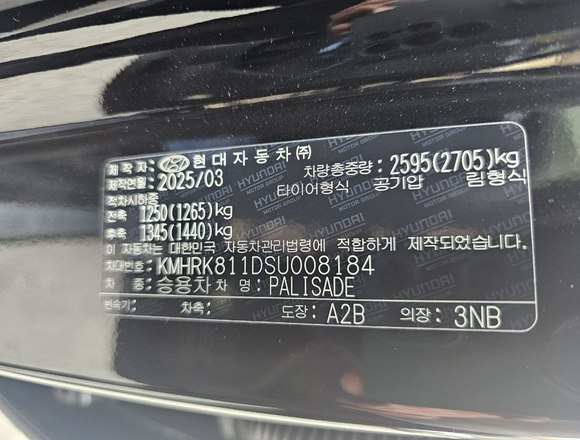 제 작 자: HYUNDAI 현대자동차㈜ 차량총중량: 2595(2705)kg
제작연월: 2025/03 타이어형식 공기압 림형식
적차시하중
전축 1250(1265)kg
후축 1345(1440)kg
이 자동차는 대한민국 자동차관리법령에 적합하게 제작되었습니다.
차대번호: KMHRK811DSU008184
차 종: 승용차 차 명: PALISADE
변속기: 차축: 도장: A2B 의장: 3NB
HYUNDAI
MOTOR GROUP